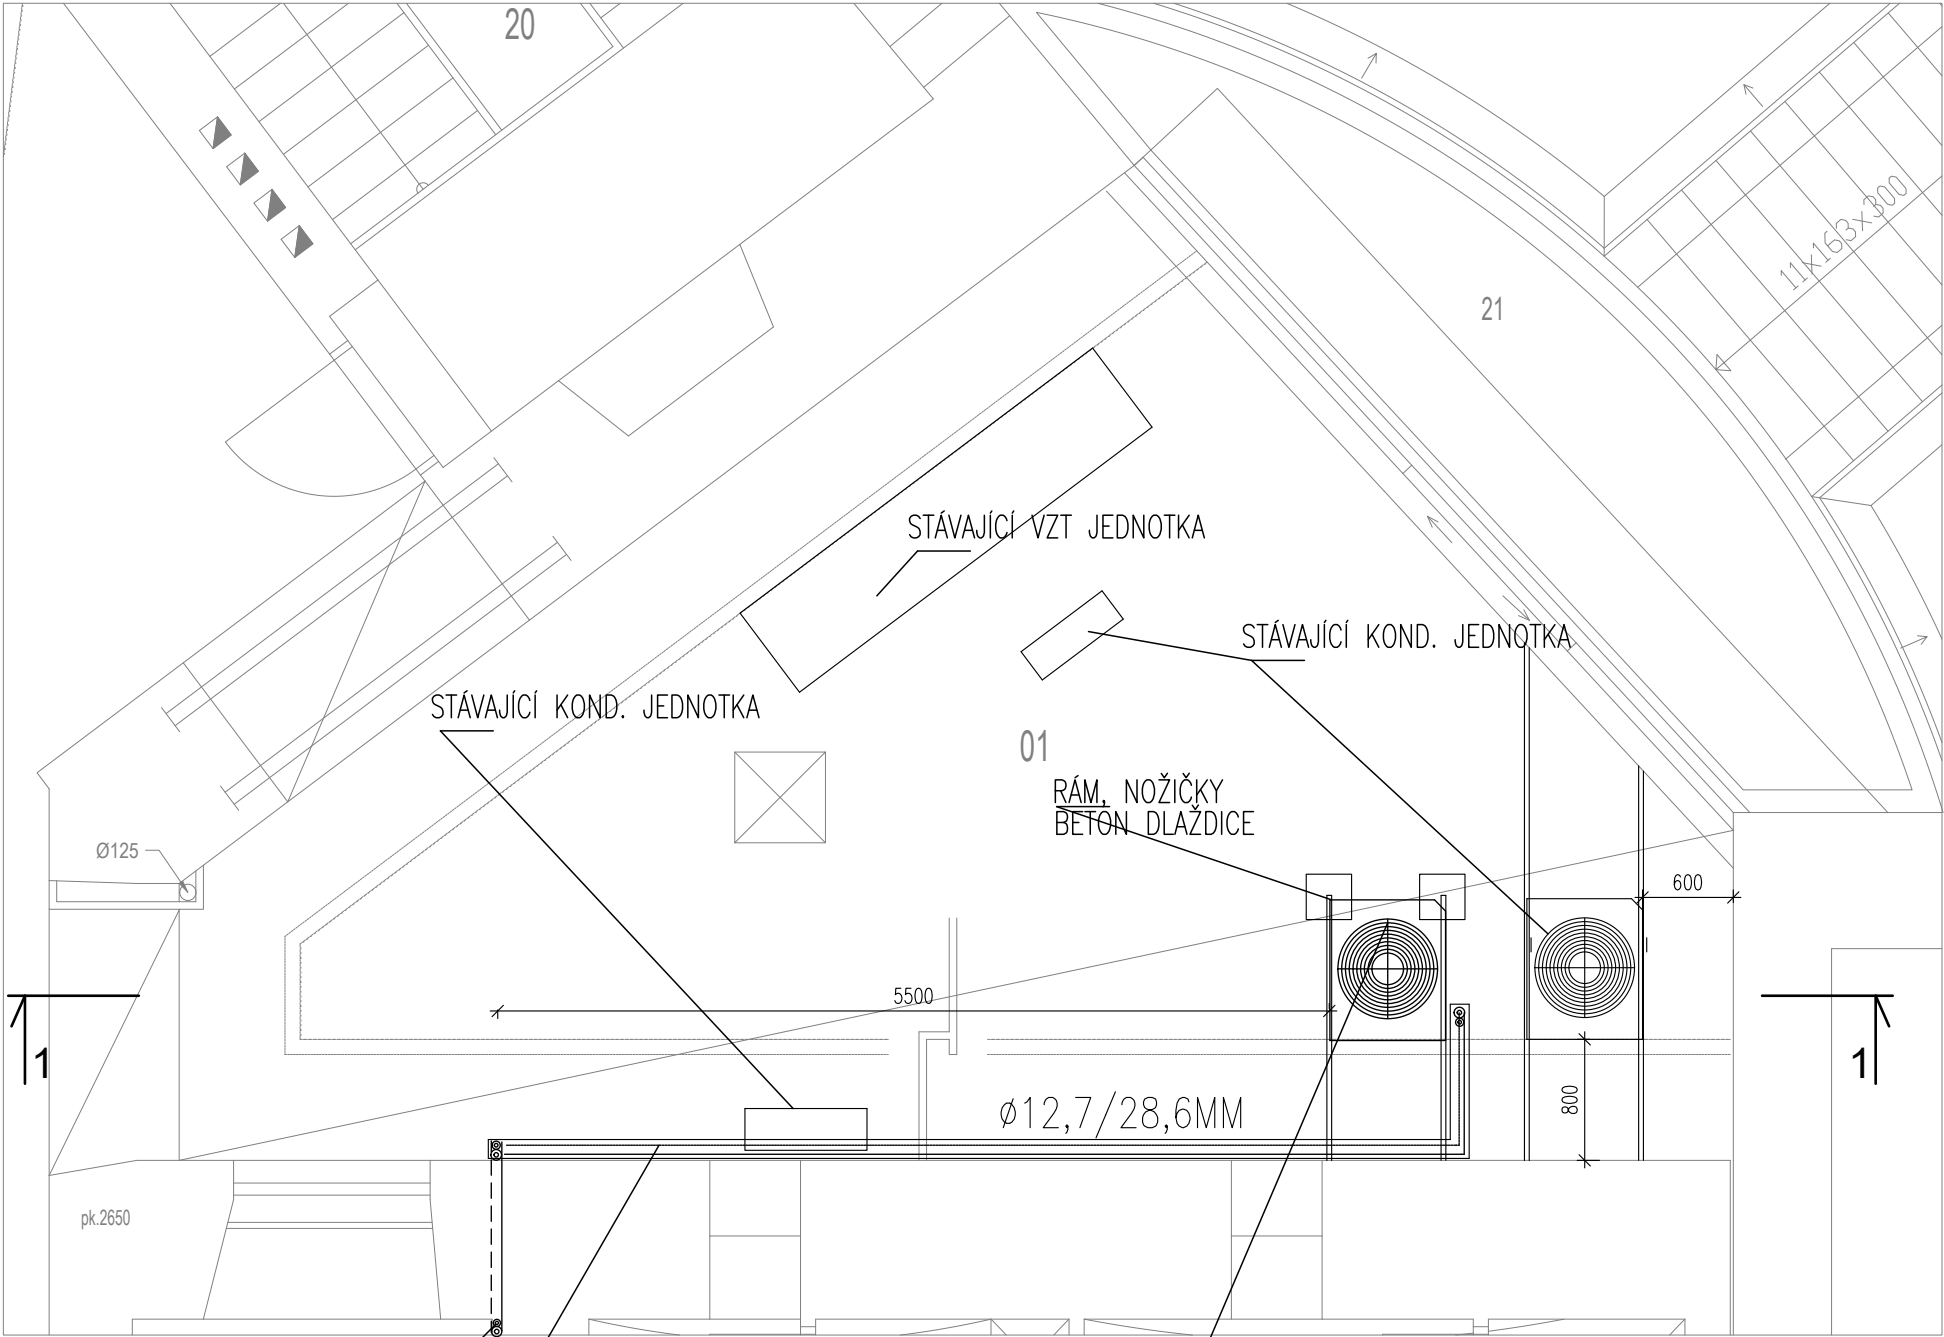 20
11x163x300
21
STÁVAJÍCÍ VZT JEDNOTKA
STÁVAJÍCÍ KOND. JEDNOTKA
STÁVAJÍCÍ KOND. JEDNOTKA
01
RÁM, NOŽIČKY
BETON DLAŽDICE
Ø125
600
5500
1
1
800
Ø12,7/28,6MM
pk.2650